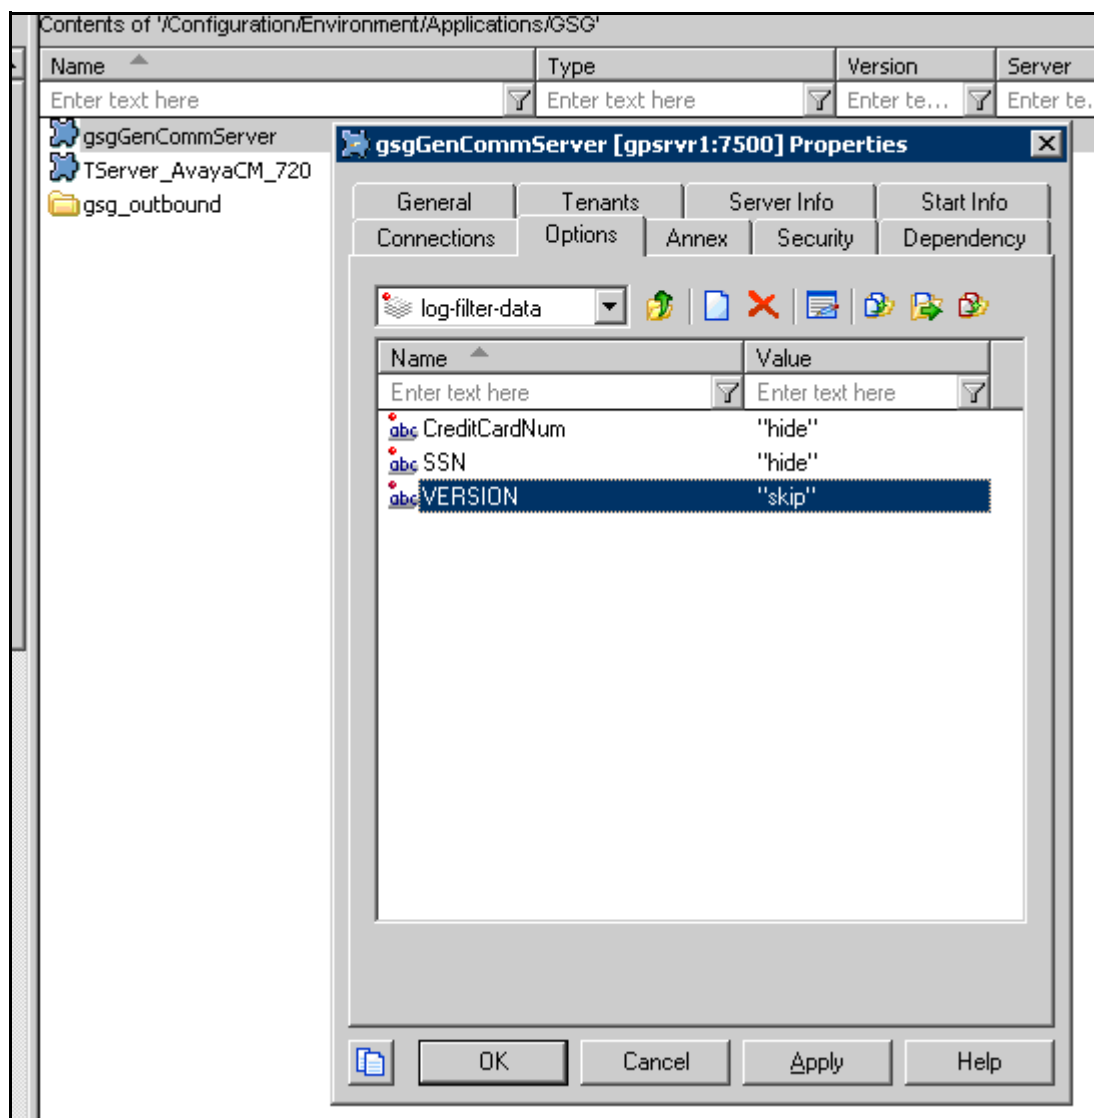 Contents of '/Configuration/Environment/Applications/GSG'
Name Type Version Server
Enter text here Enter text here Enter te... Enter te.
gsgGenCommServer
TServer_AvayaCM_720
gsg_outbound
gsgGenCommServer [gpsrvr1:7500] Properties
General Tenants Server Info Start Info
Connections Options Annex Security Dependency
log-filter-data
Name Value
Enter text here Enter text here
abc CreditCardNum "hide"
abc SSN "hide"
abc VERSION "skip"
OK Cancel Apply Help